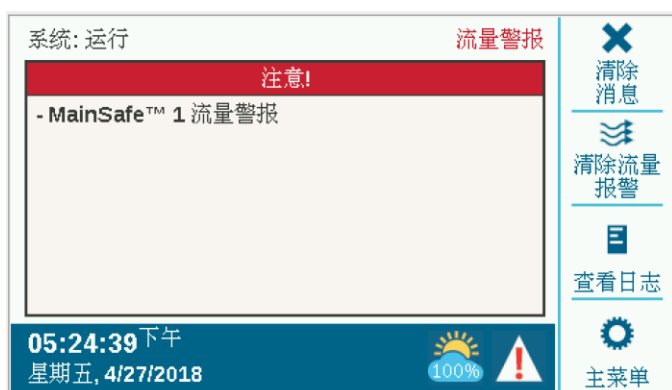 系统: 运行
流量警报
注意!
- MainSafe™ 1 流量警报
05:24:39下午
星期五, 4/27/2018
100%
清除
消息
清除流量
报警
查看日志
主菜单